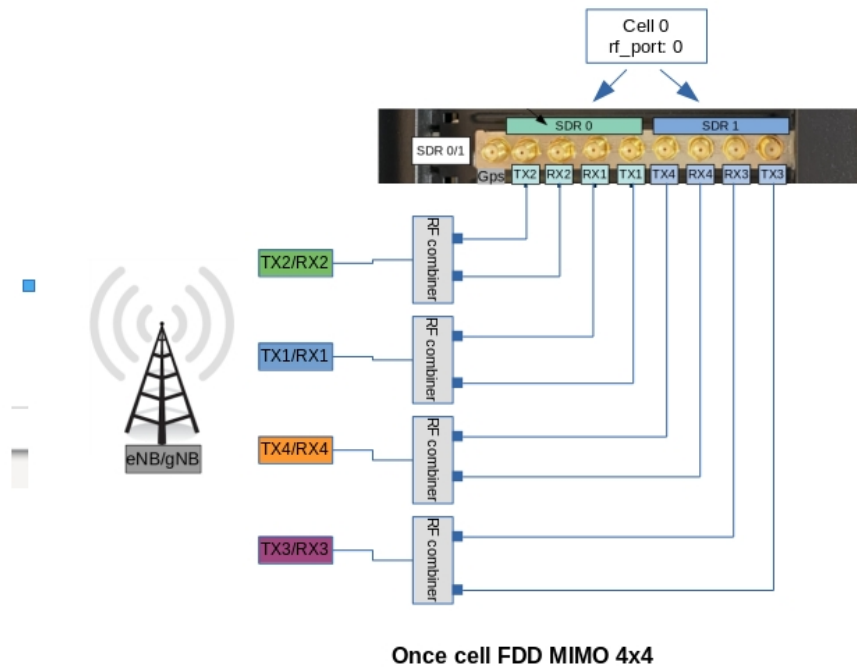 Cell 0
rf_port: 0
SDR 0
SDR 1
SDR 0/1
Gps
TX2
RX2
RX1
TX1
TX4
RX4
RX3
TX3
RF combiner
TX2/RX2
RF combiner
TX1/RX1
RF combiner
TX4/RX4
eNB/gNB
RF combiner
TX3/RX3
Once cell FDD MIMO 4x4